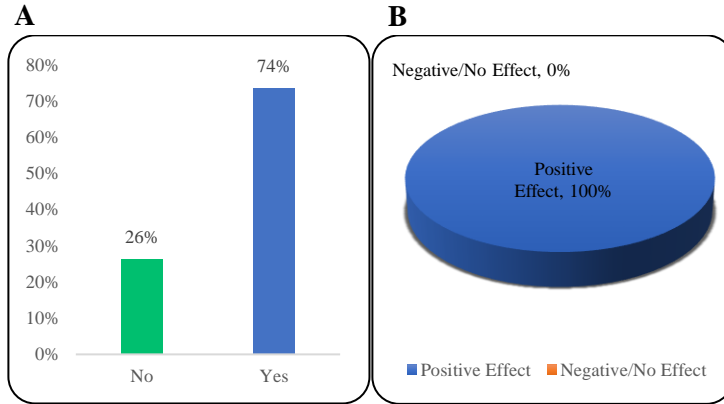 A
80%
70%
60%
50%
40%
30%
20%
10%
0%
26%
74%
No
Yes
B
Negative/No Effect, 0%
Positive
Effect, 100%
Positive Effect
Negative/No Effect